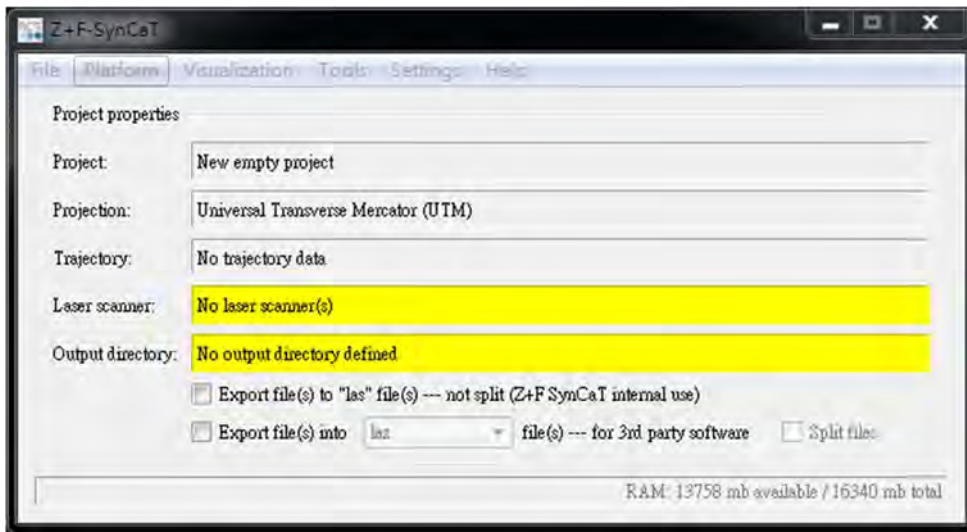 Z+F-SynCaT
File Platform Visualization Tools Settings Help
Project properties
Project: New empty project
Projection: Universal Transverse Mercator (UTM)
Trajectory: No trajectory data
Laser scanner: No laser scanner(s)
Output directory: No output directory defined
Export file(s) to "las" file(s) --- not split (Z+F SynCaT internal use)
Export file(s) into laz file(s) --- for 3rd party software Split files
RAM: 13758 mb available / 16340 mb total